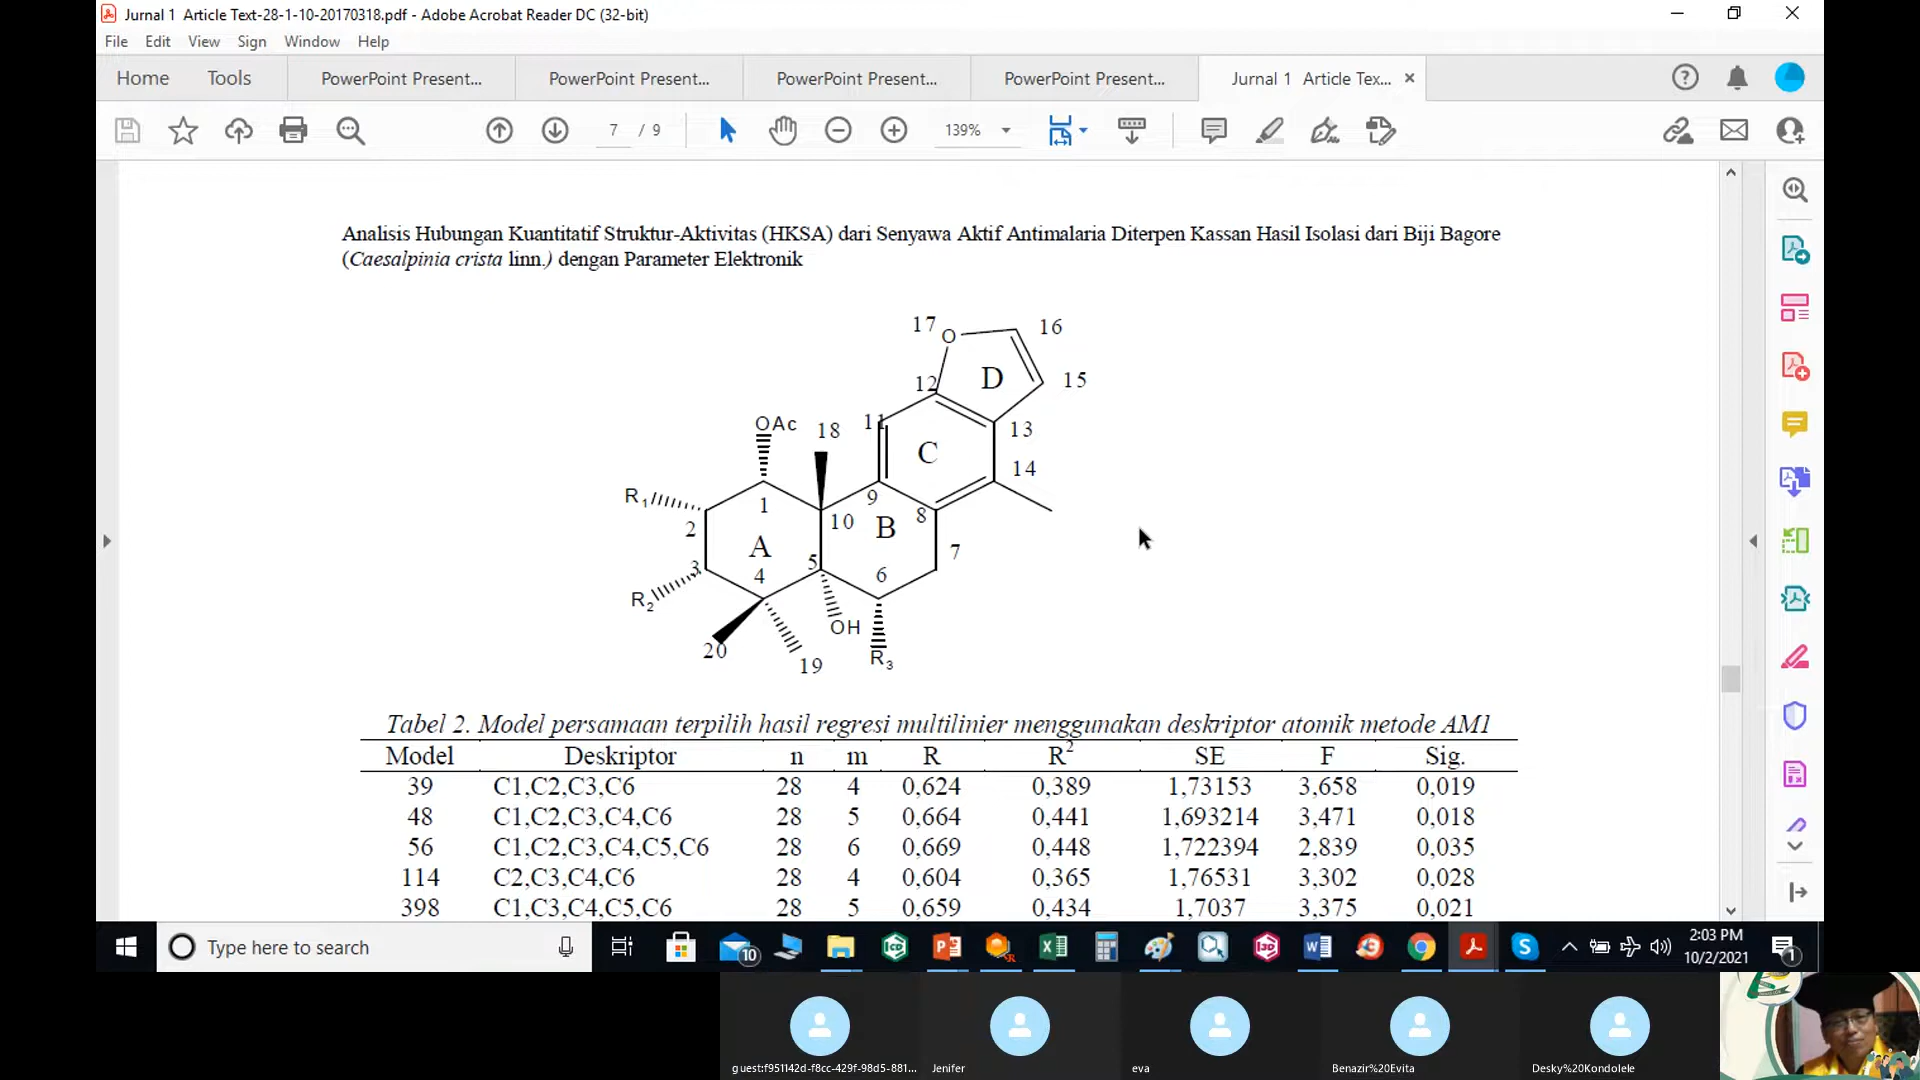 Jurnal 1 Article Text-28-1-10-20170318.pdf - Adobe Acrobat Reader DC (32-bit)
File Edit View Sign Window Help
Home Tools PowerPoint Present... PowerPoint Present... PowerPoint Present... PowerPoint Present... Jurnal 1 Article Tex...
7 / 9 139%
Analisis Hubungan Kuantitatif Struktur-Aktivitas (HKSA) dari Senyawa Aktif Antimalaria Diterpen Kassan Hasil Isolasi dari Biji Bagore
(Caesalpinia crista linn.) dengan Parameter Elektronik
17 O 16
12 D 15
OAc 18 11 13
C 14
R1 1 9
2 10 B 8
A 5 7
3 4 6
R2 OH
20 19 R3
Tabel 2. Model persamaan terpilih hasil regresi multilinier menggunakan deskriptor atomik metode AM1
Model Deskriptor n m R R2 SE F Sig.
39 C1,C2,C3,C6 28 4 0,624 0,389 1,73153 3,658 0,019
48 C1,C2,C3,C4,C6 28 5 0,664 0,441 1,693214 3,471 0,018
56 C1,C2,C3,C4,C5,C6 28 6 0,669 0,448 1,722394 2,839 0,035
114 C2,C3,C4,C6 28 4 0,604 0,365 1,76531 3,302 0,028
398 C1,C3,C4,C5,C6 28 5 0,659 0,434 1,7037 3,375 0,021
Type here to search 10 2:03 PM
10/2/2021 1
guest:f951142d-f8cc-429f-98d5-881... Jenifer eva Benazir%20Evita Desky%20Kondolele